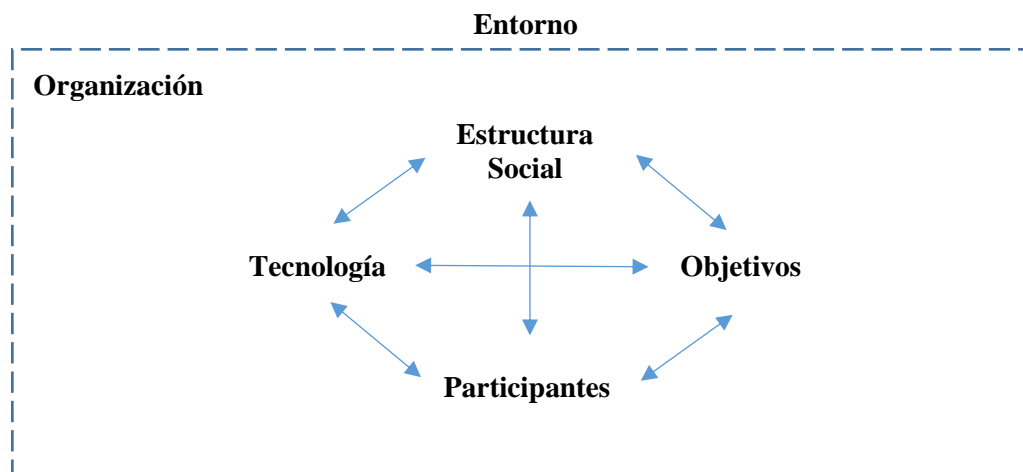 Entorno
Organización
Estructura
Social
Tecnología
Objetivos
Participantes